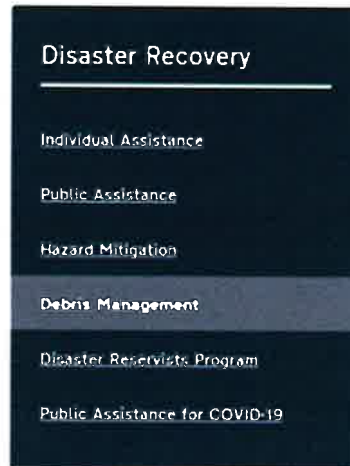 Disaster Recovery
Individual Assistance
Public Assistance
Hazard Mitigation
Debris Management
Disaster Reservists Program
Public Assistance for COVID-19